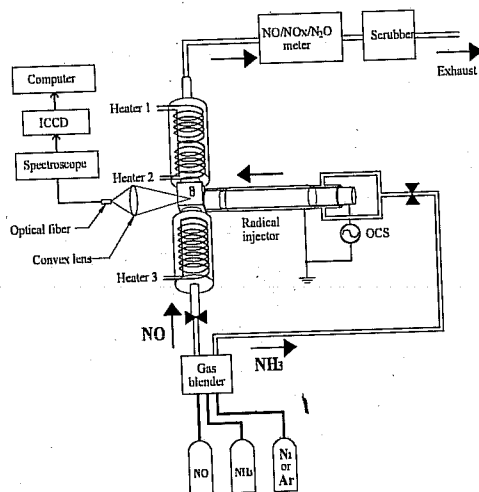 NO/NOx/N2O
meter
Scrubber
Exhaust
Computer
ICCD
Spectroscope
Optical fiber
Convex lens
Heater 1
Heater 2
θ
Radical
injector
OCS
Heater 3
NO
NH3
Gas
blender
NO
NH3
N2
or
Ar